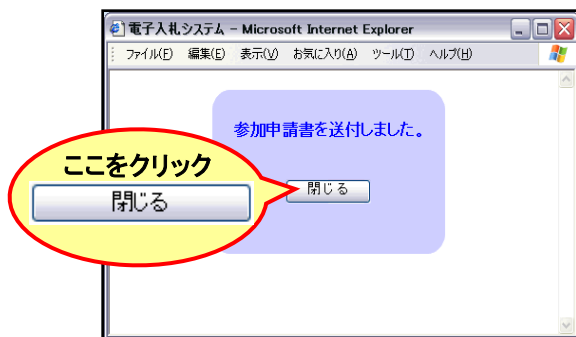 電子入札システム - Microsoft Internet Explorer
ファイル(F) 編集(E) 表示(V) お気に入り(A) ツール(T) ヘルプ(H)
参加申請書を送付しました。
ここをクリック
閉じる
閉じる